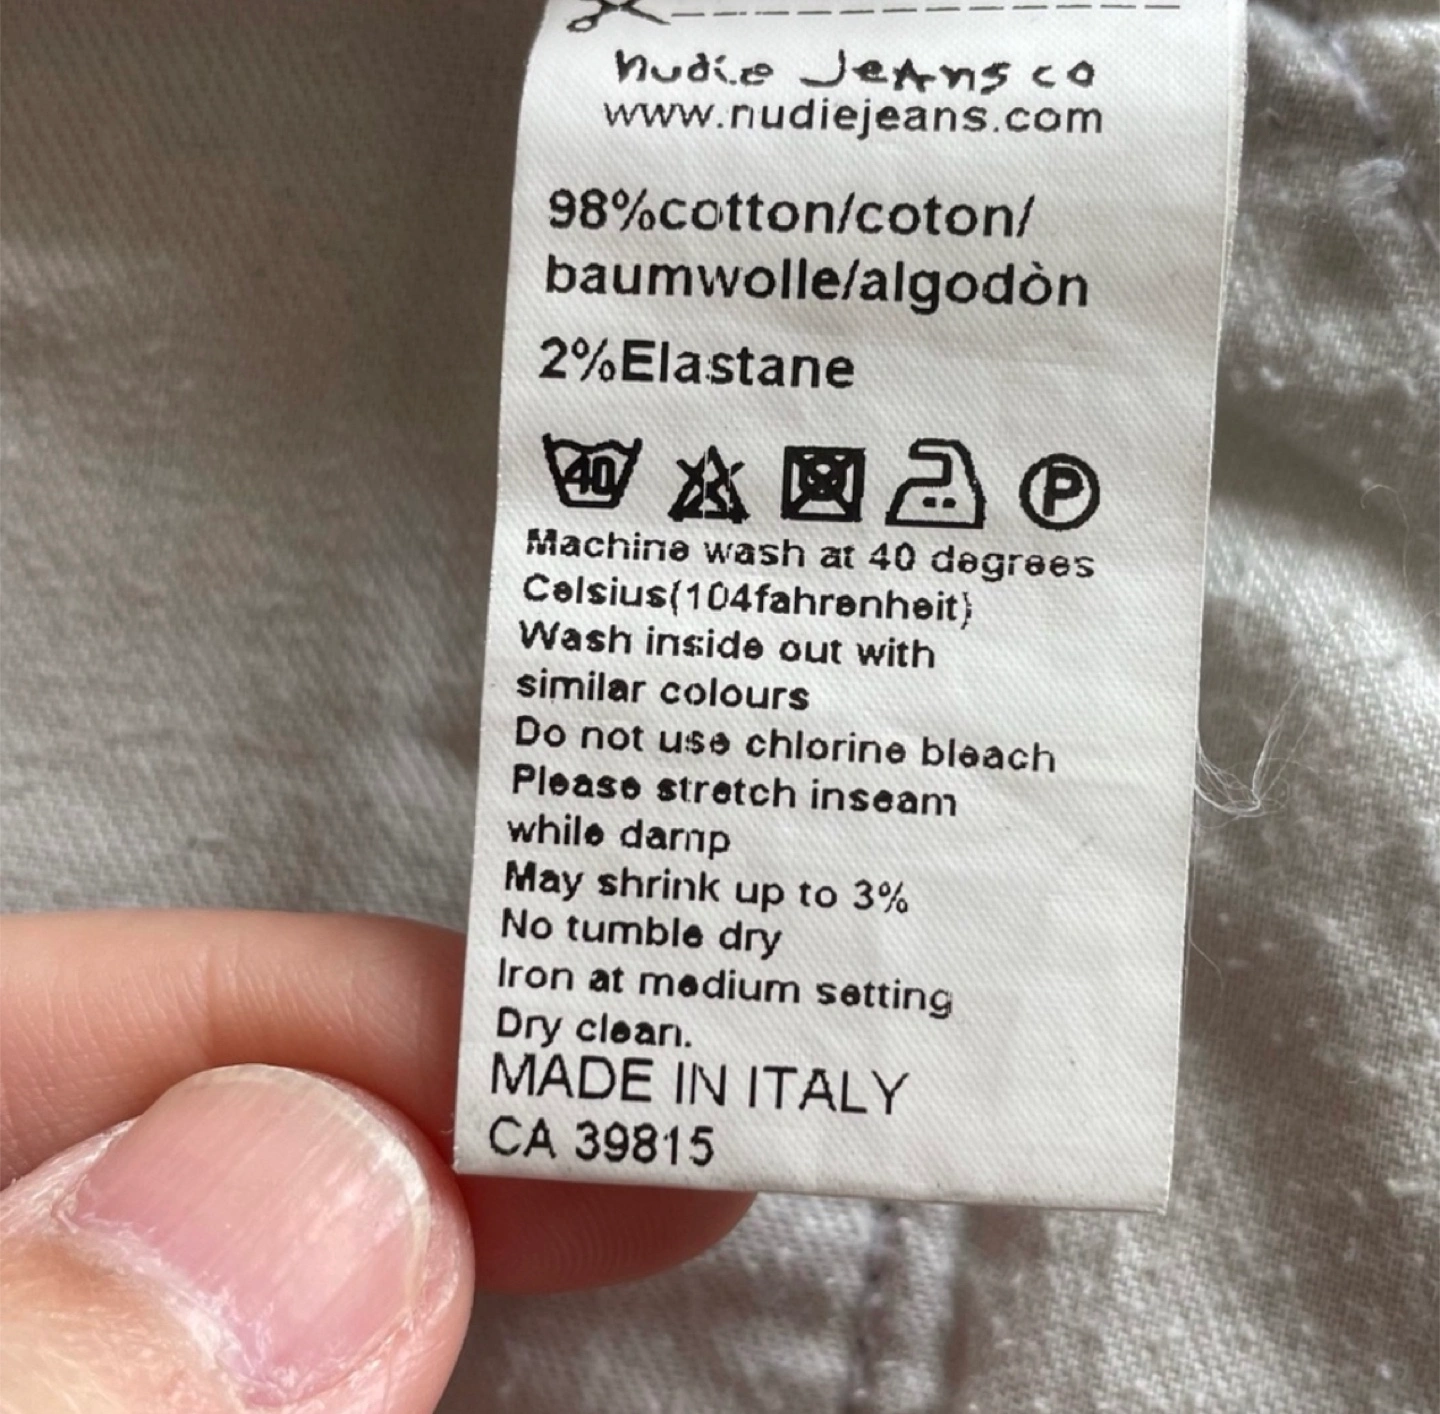 nudie Jeans co
www.nudiejeans.com
98%cotton/coton/
baumwolle/algodòn
2%Elastane
40 P
Machine wash at 40 degrees
Celsius(104fahrenheit)
Wash inside out with
similar colours
Do not use chlorine bleach
Please stretch inseam
while damp
May shrink up to 3%
No tumble dry
Iron at medium setting
Dry clean.
MADE IN ITALY
CA 39815